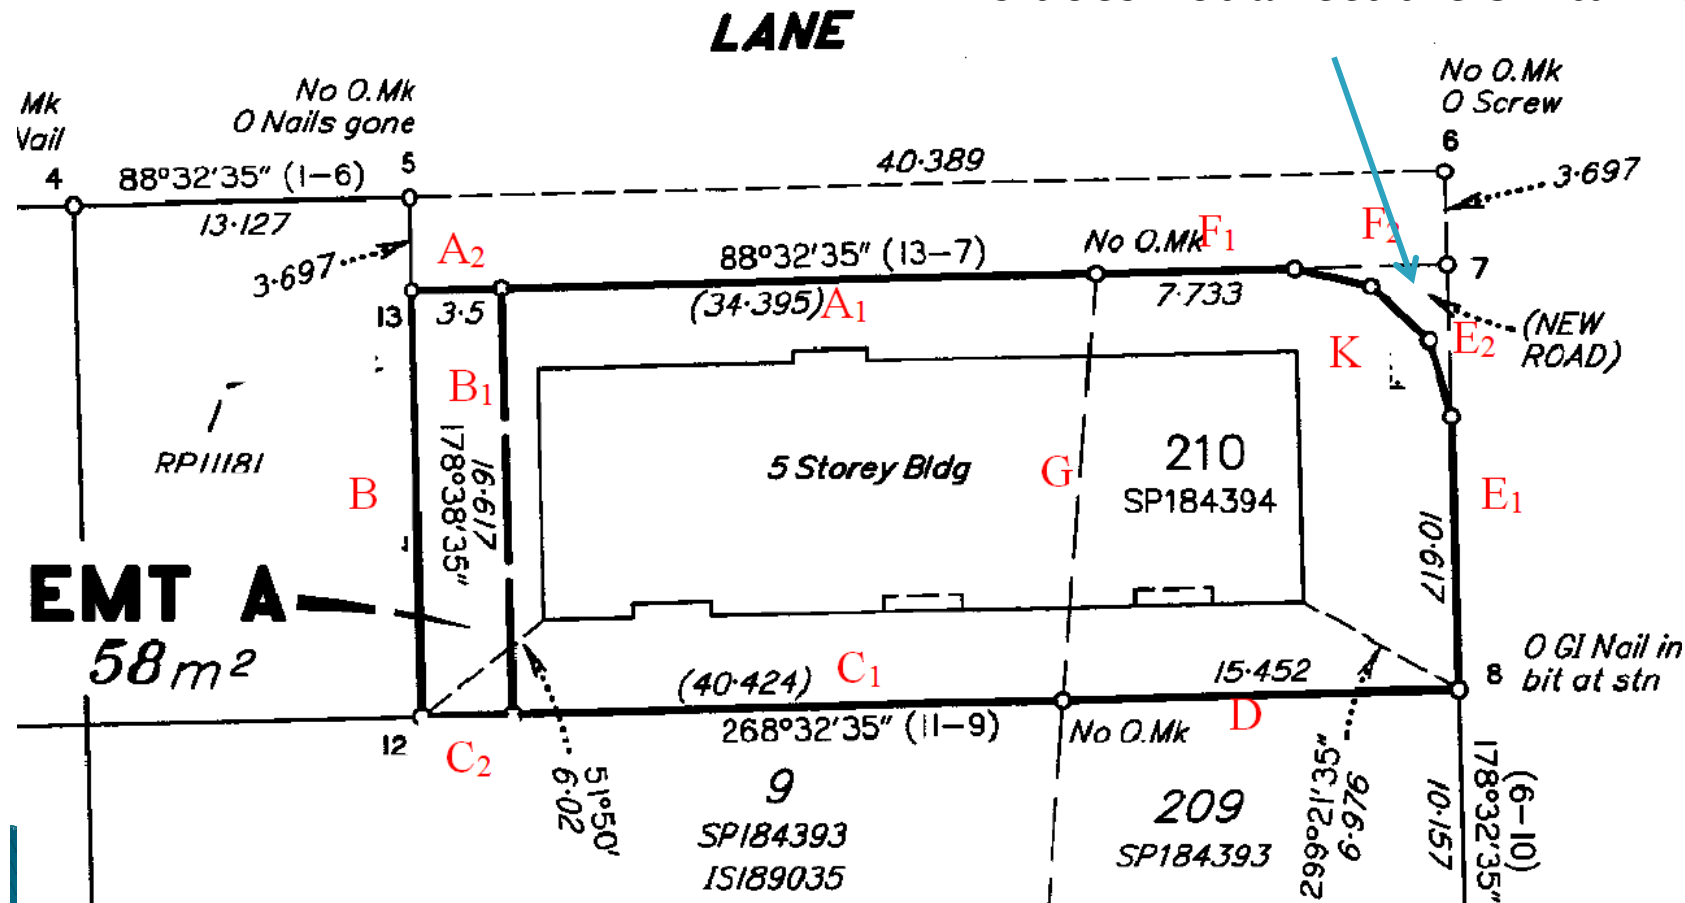 LANE
No O.Mk
O Screw
No O.Mk
O Nails gone
Mk
Nail
4
88°32'35" (1-6)
5
40·389
6
13·127
3·697
3·697
A2
88°32'35" (13-7)
No O.Mk
F1
F2
7
13
3·5
(34·395)
A1
7·733
(NEW
ROAD)
K
E2
B1
1
RP11181
178°38'35"
16·617
5 Storey Bldg
G
210
SP184394
B
E1
10·617
EMT A
58m²
(40·424)
C1
15·452
8
O GI Nail in
bit at stn
12
C2
268°32'35" (11-9)
No O.Mk
D
51°50'
6·02
9
SP184393
IS189035
209
SP184393
299°21'35"
6·976
10·157
178°32'35"
(6-10)